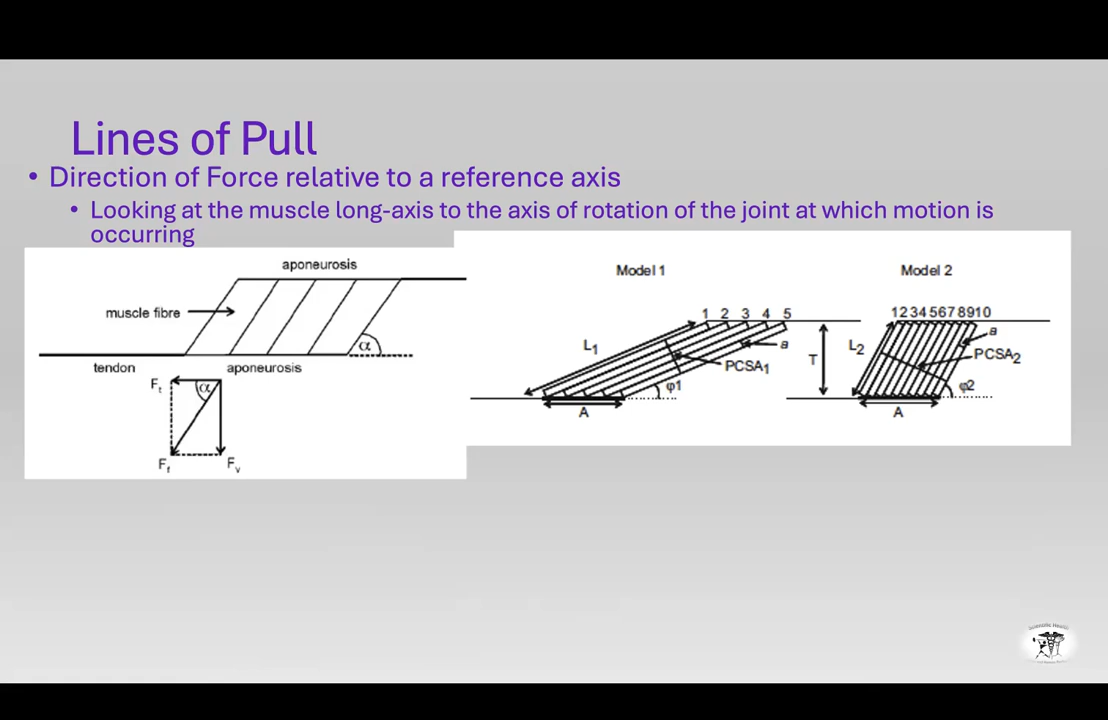 Lines of Pull
• Direction of Force relative to a reference axis
• Looking at the muscle long-axis to the axis of rotation of the joint at which motion is
occurring
aponeurosis
muscle fibre
α
tendon
aponeurosis
Ft
α
Ff
Fv
Model 1
1 2 3 4 5
L1
a
PCSA1
φ1
A
T
Model 2
12345678910
L2
a
PCSA2
φ2
A